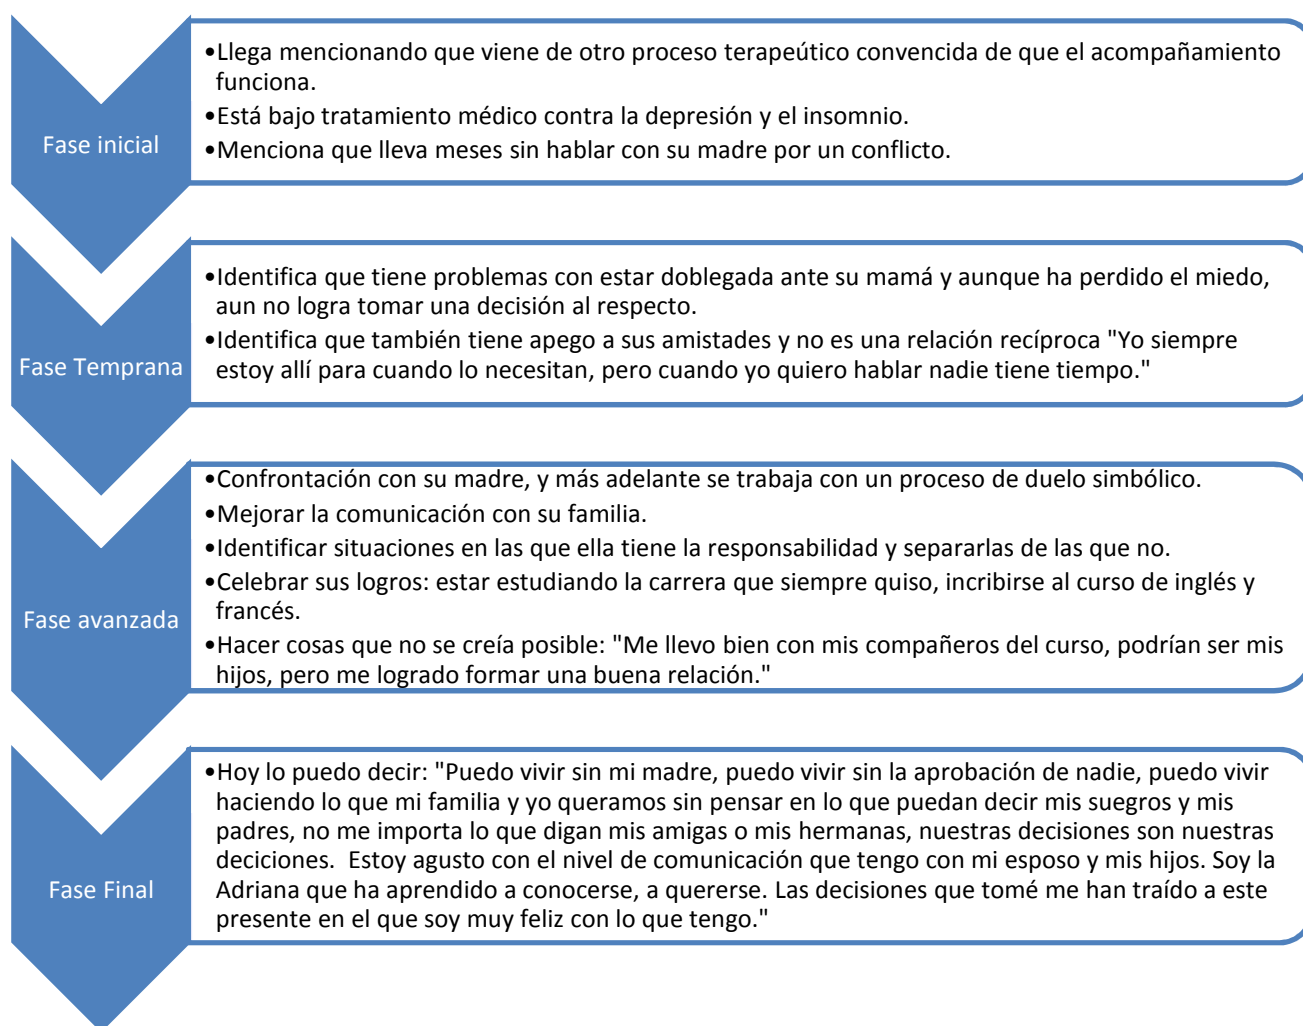 Fase inicial
•Llega mencionando que viene de otro proceso terapeútico convencida de que el acompañamiento
funciona.
•Está bajo tratamiento médico contra la depresión y el insomnio.
•Menciona que lleva meses sin hablar con su madre por un conflicto.
Fase Temprana
•Identifica que tiene problemas con estar doblegada ante su mamá y aunque ha perdido el miedo,
aun no logra tomar una decisión al respecto.
•Identifica que también tiene apego a sus amistades y no es una relación recíproca "Yo siempre
estoy allí para cuando lo necesitan, pero cuando yo quiero hablar nadie tiene tiempo."
Fase avanzada
•Confrontación con su madre, y más adelante se trabaja con un proceso de duelo simbólico.
•Mejorar la comunicación con su familia.
•Identificar situaciones en las que ella tiene la responsabilidad y separarlas de las que no.
•Celebrar sus logros: estar estudiando la carrera que siempre quiso, incribirse al curso de inglés y
francés.
•Hacer cosas que no se creía posible: "Me llevo bien con mis compañeros del curso, podrían ser mis
hijos, pero me logrado formar una buena relación."
Fase Final
•Hoy lo puedo decir: "Puedo vivir sin mi madre, puedo vivir sin la aprobación de nadie, puedo vivir
haciendo lo que mi familia y yo queramos sin pensar en lo que puedan decir mis suegros y mis
padres, no me importa lo que digan mis amigas o mis hermanas, nuestras decisiones son nuestras
deciciones.  Estoy agusto con el nivel de comunicación que tengo con mi esposo y mis hijos. Soy la
Adriana que ha aprendido a conocerse, a quererse. Las decisiones que tomé me han traído a este
presente en el que soy muy feliz con lo que tengo."